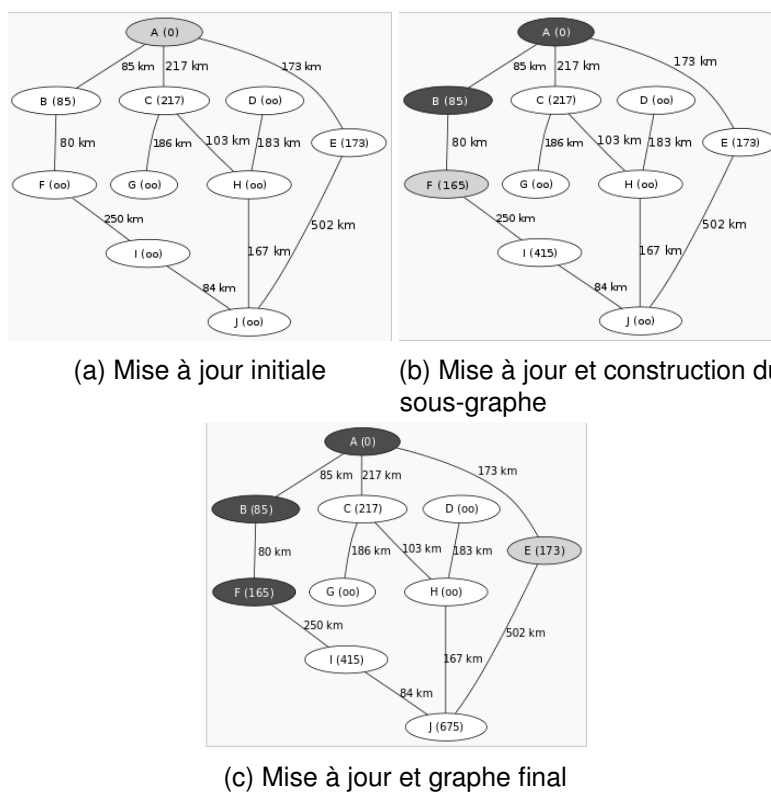 A (0)
85 km 217 km 173 km
B (85) C (217) D (oo)
80 km 186 km 103 km 183 km E (173)
F (oo) G (oo) H (oo)
250 km 502 km
I (oo) 167 km
84 km
J (oo)
(a) Mise à jour initiale
A (0)
85 km 217 km 173 km
B (85) C (217) D (oo)
80 km 186 km 103 km 183 km E (173)
F (165) G (oo) H (oo)
250 km 502 km
I (415) 167 km
84 km
J (oo)
(b) Mise à jour et construction du
sous-graphe
A (0)
85 km 217 km 173 km
B (85) C (217) D (oo)
80 km 186 km 103 km 183 km E (173)
F (165) G (oo) H (oo)
250 km 502 km
I (415) 167 km
84 km
J (675)
(c) Mise à jour et graphe final